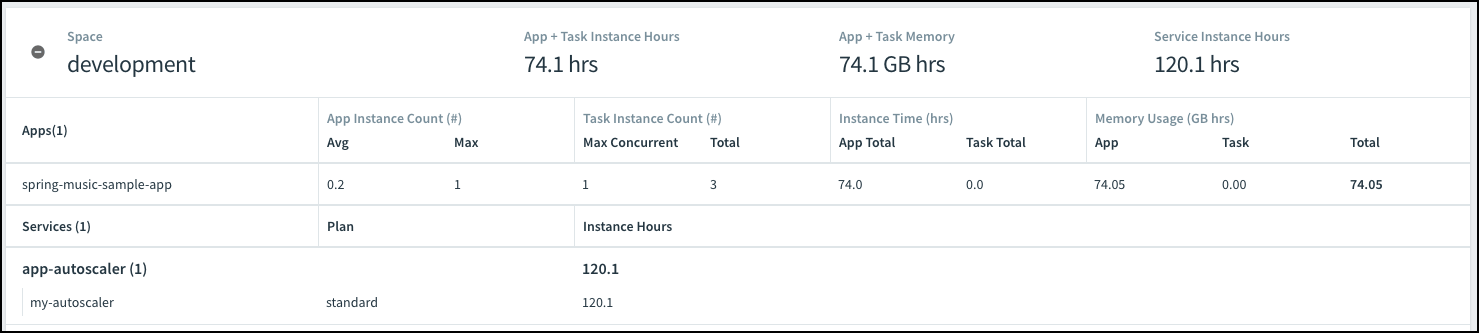 Space App + Task Instance Hours App + Task Memory Service Instance Hours
development 74.1 hrs 74.1 GB hrs 120.1 hrs
Apps(1) App Instance Count (#) Task Instance Count (#) Instance Time (hrs) Memory Usage (GB hrs)
Avg Max Max Concurrent Total App Total Task Total App Task Total
spring-music-sample-app 0.2 1 1 3 74.0 0.0 74.05 0.00 74.05
Services (1) Plan Instance Hours
app-autoscaler (1) 120.1
my-autoscaler standard 120.1